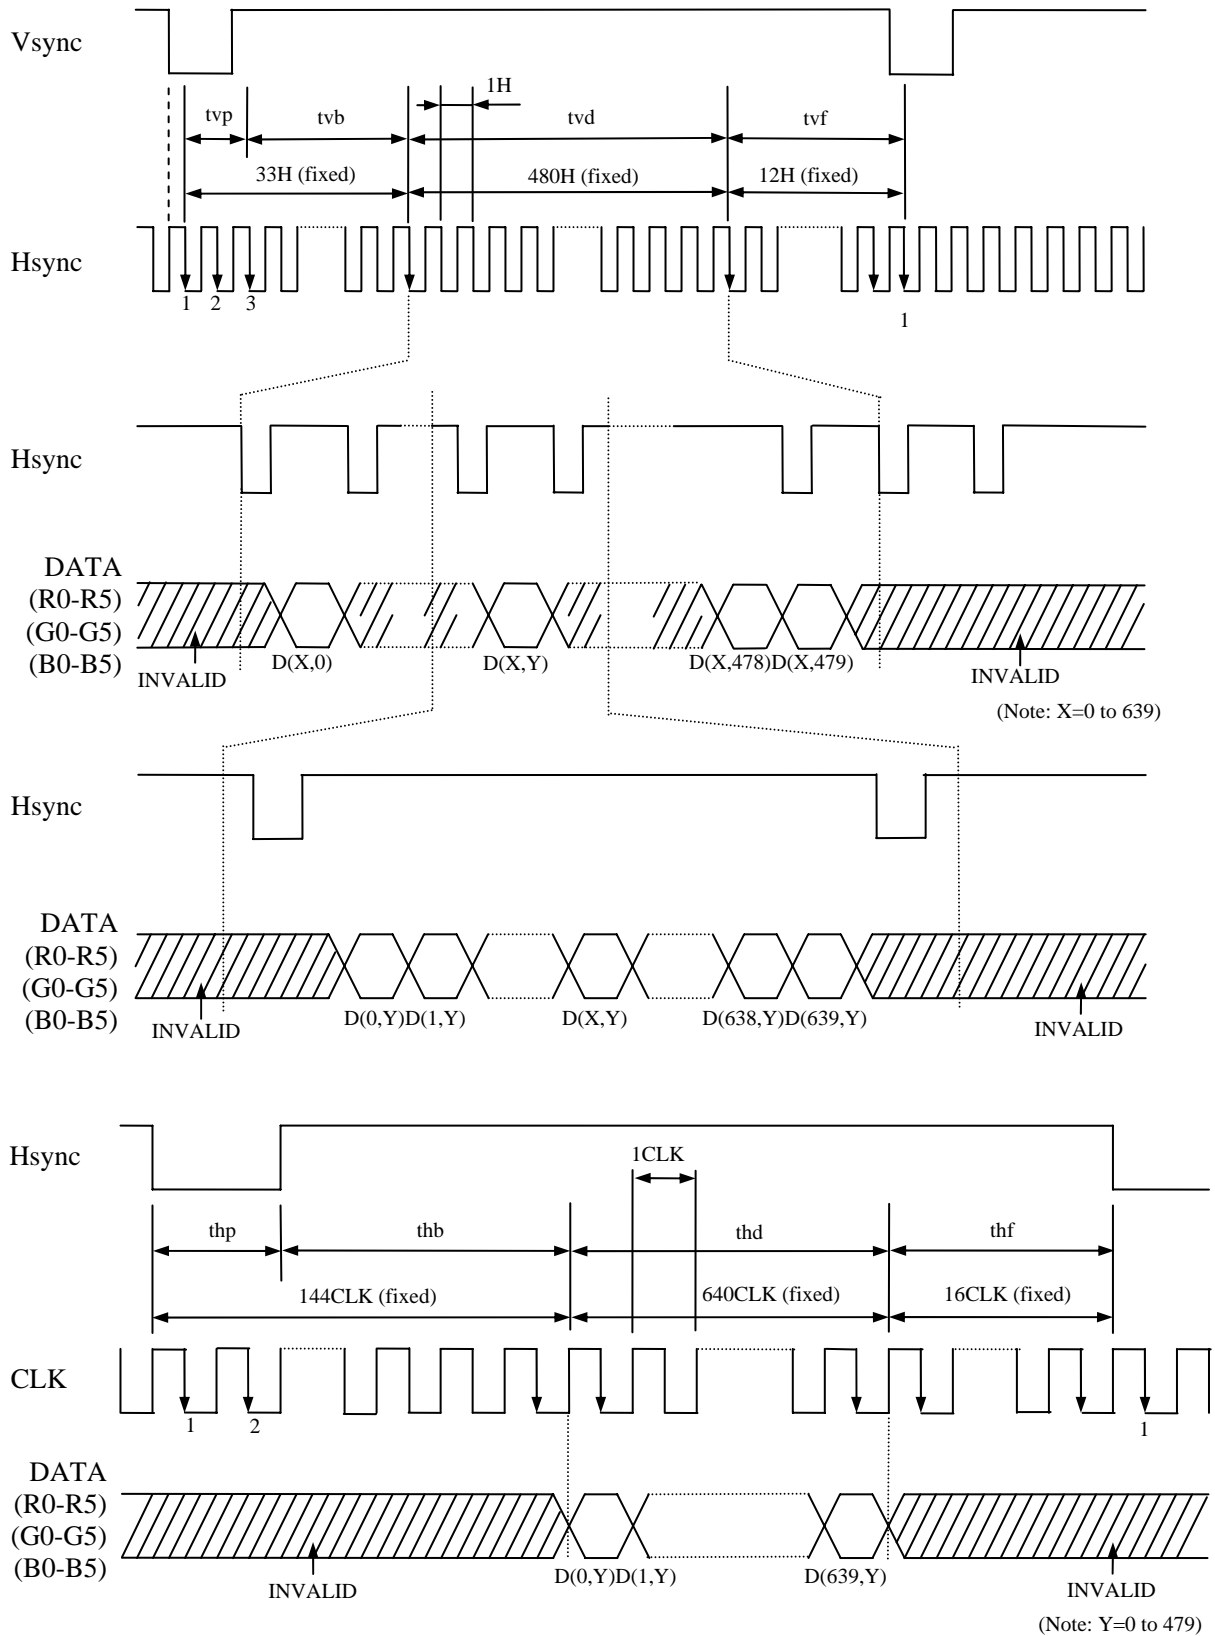 Vsync
1H
tvp tvb tvd tvf
33H (fixed) 480H (fixed) 12H (fixed)
Hsync
1 2 3 1
Hsync
DATA
(R0-R5)
(G0-G5)
(B0-B5)
D(X,0) D(X,Y) D(X,478)D(X,479)
INVALID INVALID
(Note: X=0 to 639)
Hsync
DATA
(R0-R5)
(G0-G5)
(B0-B5)
D(0,Y)D(1,Y) D(X,Y) D(638,Y)D(639,Y)
INVALID INVALID
Hsync
1CLK
thp thb thd thf
144CLK (fixed) 640CLK (fixed) 16CLK (fixed)
CLK
1 2 1
DATA
(R0-R5)
(G0-G5)
(B0-B5)
D(0,Y)D(1,Y) D(639,Y)
INVALID INVALID
(Note: Y=0 to 479)